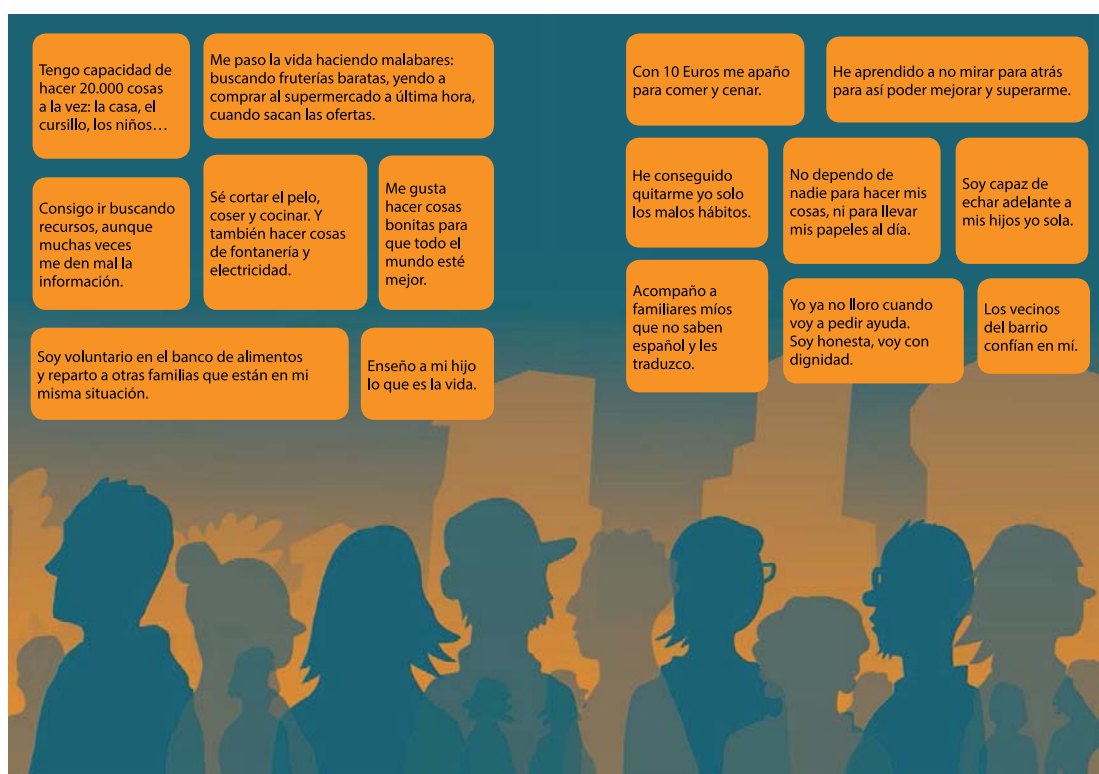 Tengo capacidad de
hacer 20.000 cosas
a la vez: la casa, el
cursillo, los niños…
Me paso la vida haciendo malabares:
buscando fruterías baratas, yendo a
comprar al supermercado a última hora,
cuando sacan las ofertas.
Consigo ir buscando
recursos, aunque
muchas veces
me den mal la
información.
Sé cortar el pelo,
coser y cocinar. Y
también hacer cosas
de fontanería y
electricidad.
Me gusta
hacer cosas
bonitas para
que todo el
mundo esté
mejor.
Soy voluntario en el banco de alimentos
y reparto a otras familias que están en mi
misma situación.
Enseño a mi hijo
lo que es la vida.
Con 10 Euros me apaño
para comer y cenar.
He aprendido a no mirar para atrás
para así poder mejorar y superarme.
He conseguido
quitarme yo solo
los malos hábitos.
No dependo de
nadie para hacer mis
cosas, ni para llevar
mis papeles al día.
Soy capaz de
echar adelante a
mis hijos yo sola.
Acompaño a
familiares míos
que no saben
español y les
traduzco.
Yo ya no lloro cuando
voy a pedir ayuda.
Soy honesta, voy con
dignidad.
Los vecinos
del barrio
confían en mí.